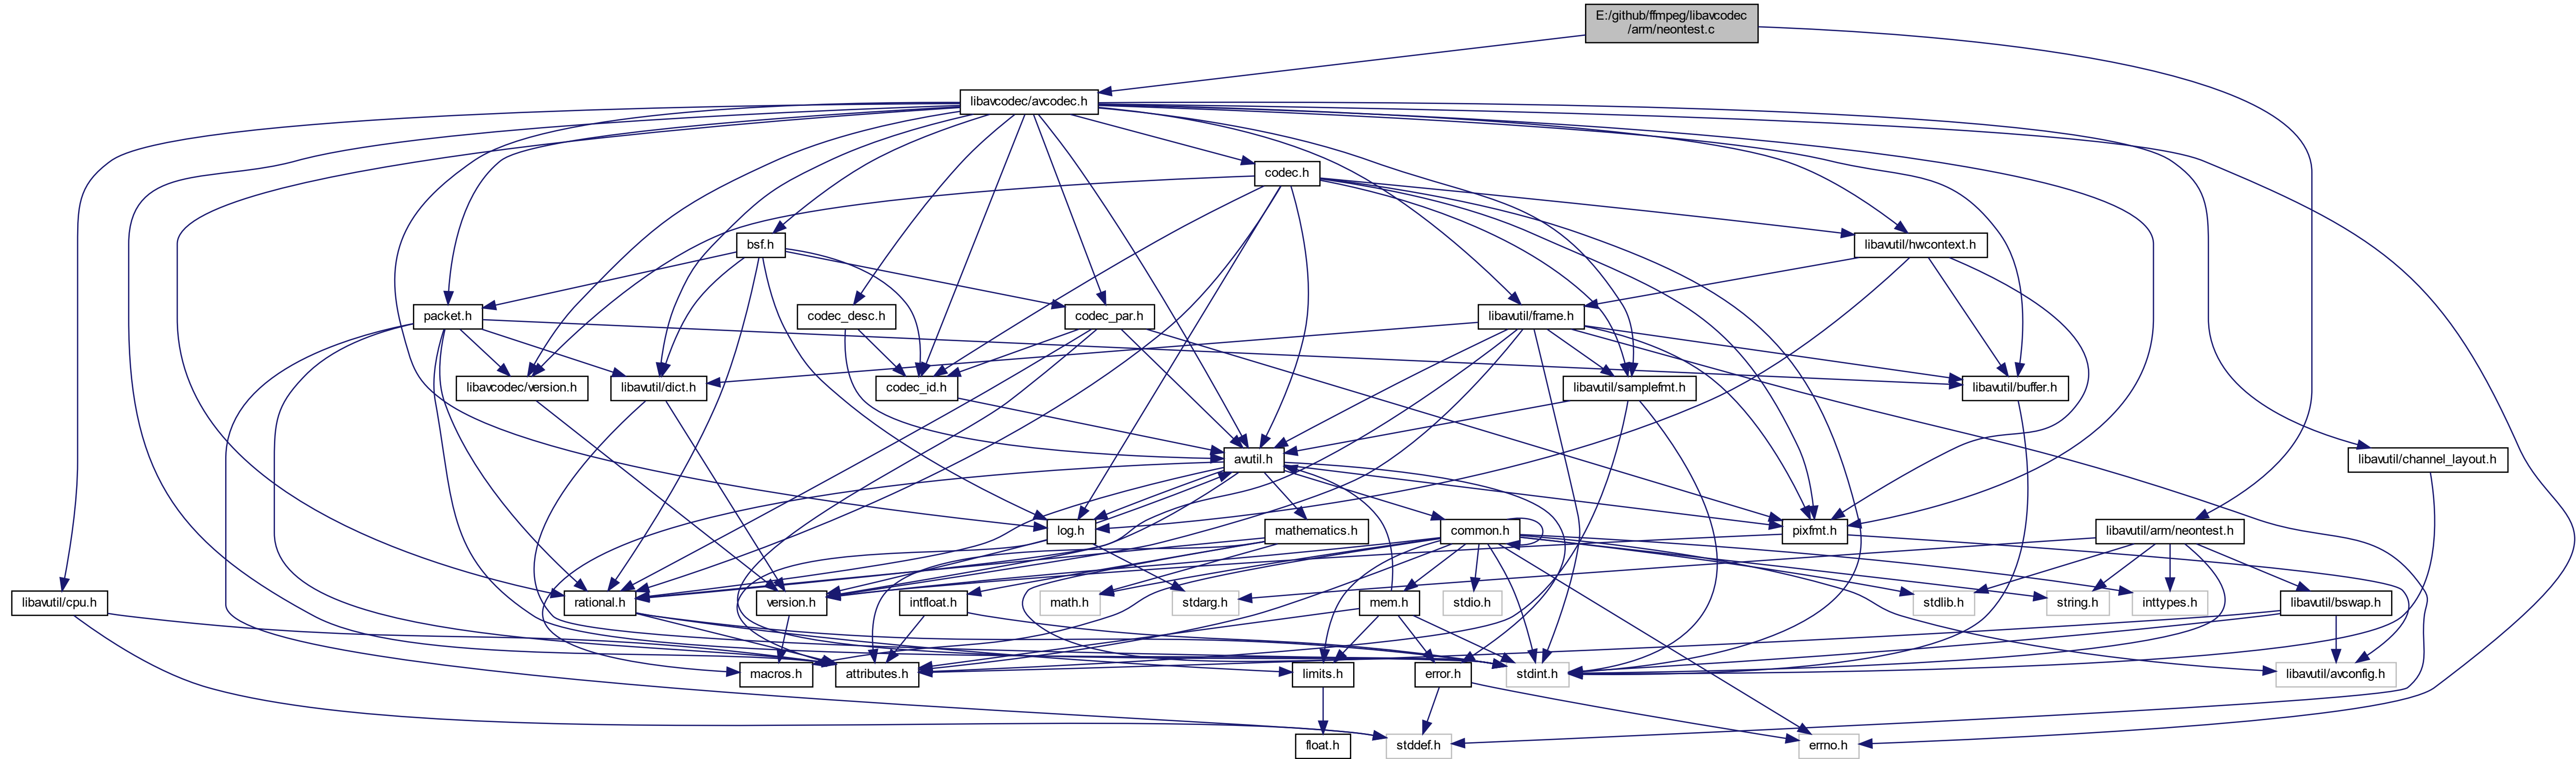 E:/github/ffmpeg/libavcodec
/arm/neontest.c
libavcodec/avcodec.h
codec.h
bsf.h
libavutil/hwcontext.h
packet.h
codec_desc.h
codec_par.h
libavutil/frame.h
libavcodec/version.h
libavutil/dict.h
codec_id.h
libavutil/samplefmt.h
libavutil/buffer.h
avutil.h
libavutil/channel_layout.h
log.h
mathematics.h
common.h
pixfmt.h
libavutil/arm/neontest.h
libavutil/cpu.h
rational.h
version.h
intfloat.h
math.h
stdarg.h
mem.h
stdio.h
stdlib.h
string.h
inttypes.h
libavutil/bswap.h
macros.h
attributes.h
limits.h
error.h
stdint.h
libavutil/avconfig.h
float.h
stddef.h
errno.h